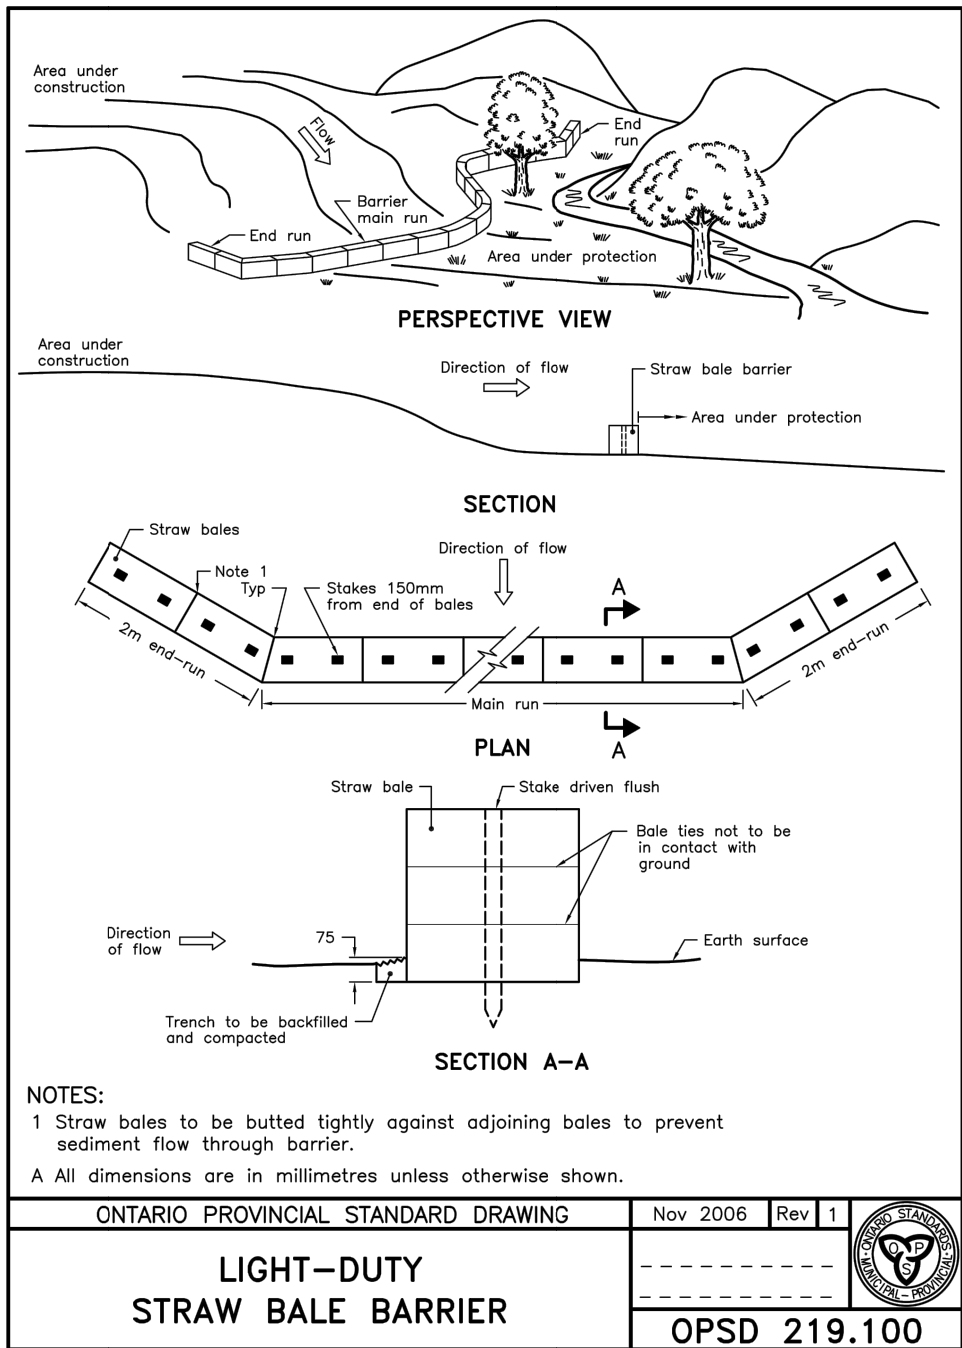 Area under
construction
Flow
End
run
Barrier
main run
End run
Area under protection
PERSPECTIVE VIEW
Area under
construction
Direction of flow
Straw bale barrier
Area under protection
SECTION
Straw bales
Direction of flow
Note 1
Typ
Stakes 150mm
from end of bales
A
2m end-run
2m end-run
Main run
A
PLAN
Straw bale
Stake driven flush
Bale ties not to be
in contact with
ground
Direction
of flow
75
Earth surface
Trench to be backfilled
and compacted
SECTION A-A
NOTES:
1 Straw bales to be butted tightly against adjoining bales to prevent
sediment flow through barrier.
A All dimensions are in millimetres unless otherwise shown.
ONTARIO PROVINCIAL STANDARD DRAWING
Nov 2006 Rev 1
LIGHT-DUTY
STRAW BALE BARRIER
ONTARIO STANDARDS
MUNICIPAL-PROVINCIAL
O P
S
OPSD 219.100